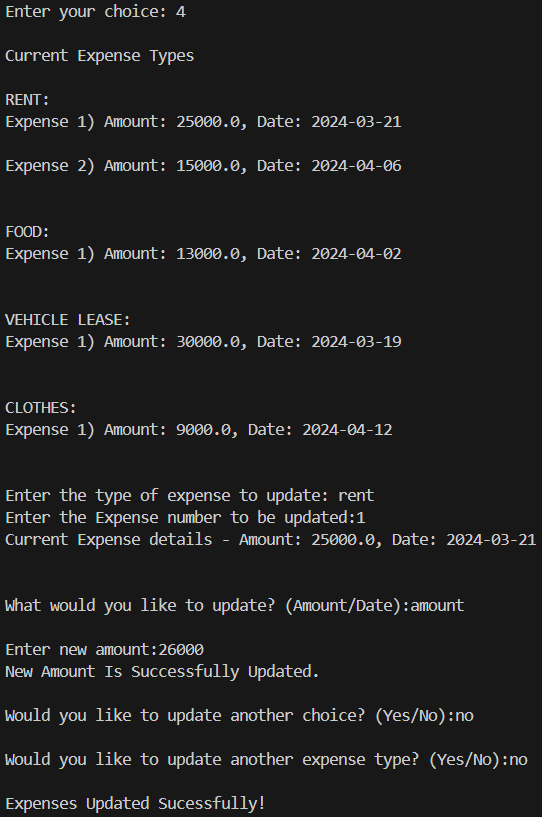 Enter your choice: 4
Current Expense Types
RENT:
Expense 1) Amount: 25000.0, Date: 2024-03-21
Expense 2) Amount: 15000.0, Date: 2024-04-06
FOOD:
Expense 1) Amount: 13000.0, Date: 2024-04-02
VEHICLE LEASE:
Expense 1) Amount: 30000.0, Date: 2024-03-19
CLOTHES:
Expense 1) Amount: 9000.0, Date: 2024-04-12
Enter the type of expense to update: rent
Enter the Expense number to be updated:1
Current Expense details - Amount: 25000.0, Date: 2024-03-21
What would you like to update? (Amount/Date):amount
Enter new amount:26000
New Amount Is Successfully Updated.
Would you like to update another choice? (Yes/No):no
Would you like to update another expense type? (Yes/No):no
Expenses Updated Sucessfully!